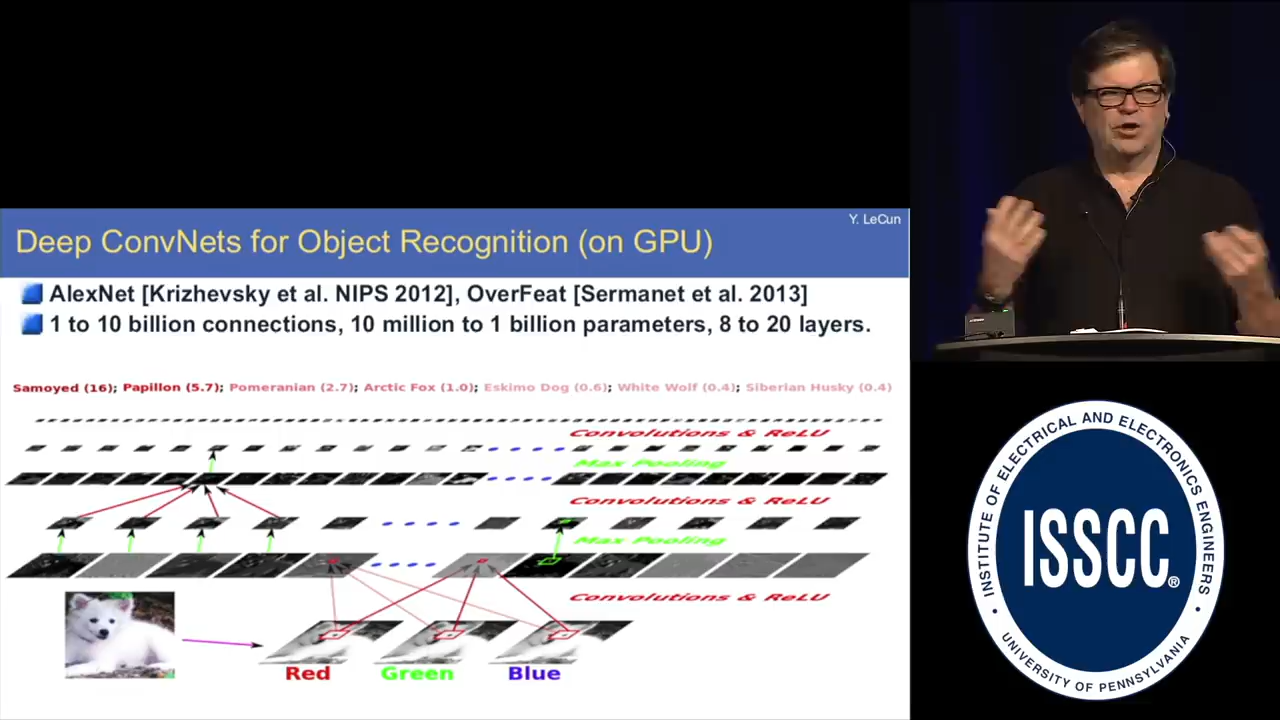 Y. LeCun
Deep ConvNets for Object Recognition (on GPU)
AlexNet [Krizhevsky et al. NIPS 2012], OverFeat [Sermanet et al. 2013]
1 to 10 billion connections, 10 million to 1 billion parameters, 8 to 20 layers.
Samoyed (16); Papillon (5.7); Pomeranian (2.7); Arctic Fox (1.0); Eskimo Dog (0.6); White Wolf (0.4); Siberian Husky (0.4)
Convolutions & ReLU
Max Pooling
Convolutions & ReLU
Max Pooling
Convolutions & ReLU
Red
Green
Blue
INSTITUTE OF ELECTRICAL AND ELECTRONICS ENGINEERS
ISSCC®
UNIVERSITY OF PENNSYLVANIA